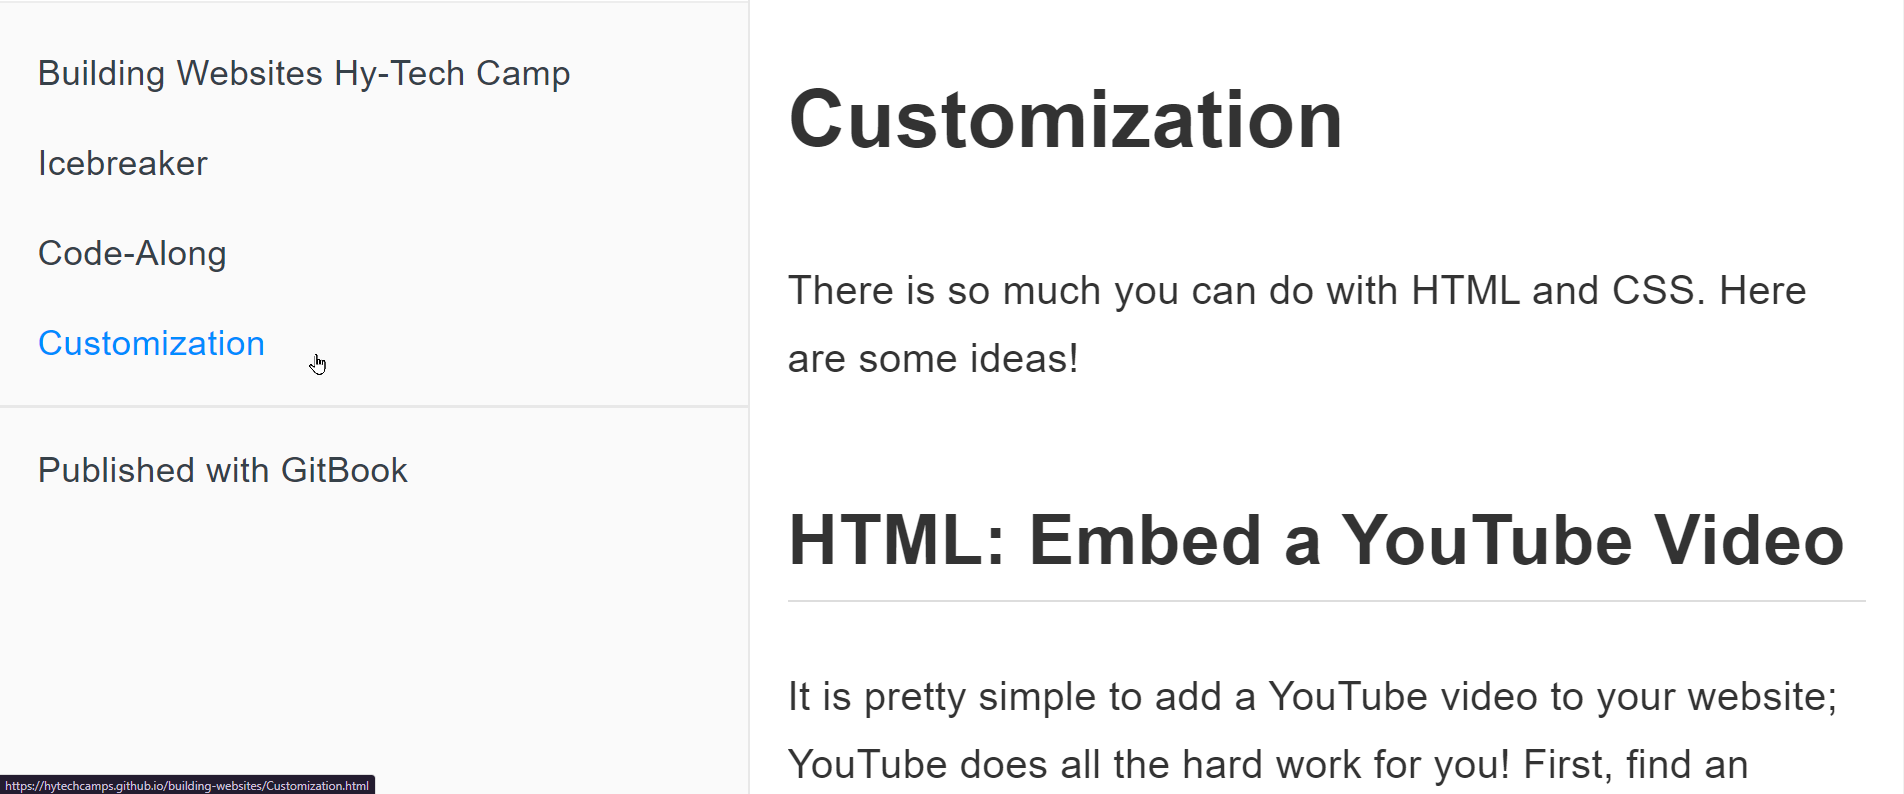 Building Websites Hy-Tech Camp
Icebreaker
Code-Along
Customization
Published with GitBook
Customization
There is so much you can do with HTML and CSS. Here
are some ideas!
HTML: Embed a YouTube Video
It is pretty simple to add a YouTube video to your website;
YouTube does all the hard work for you! First, find an
https://hytechcamps.github.io/building-websites/Customization.html